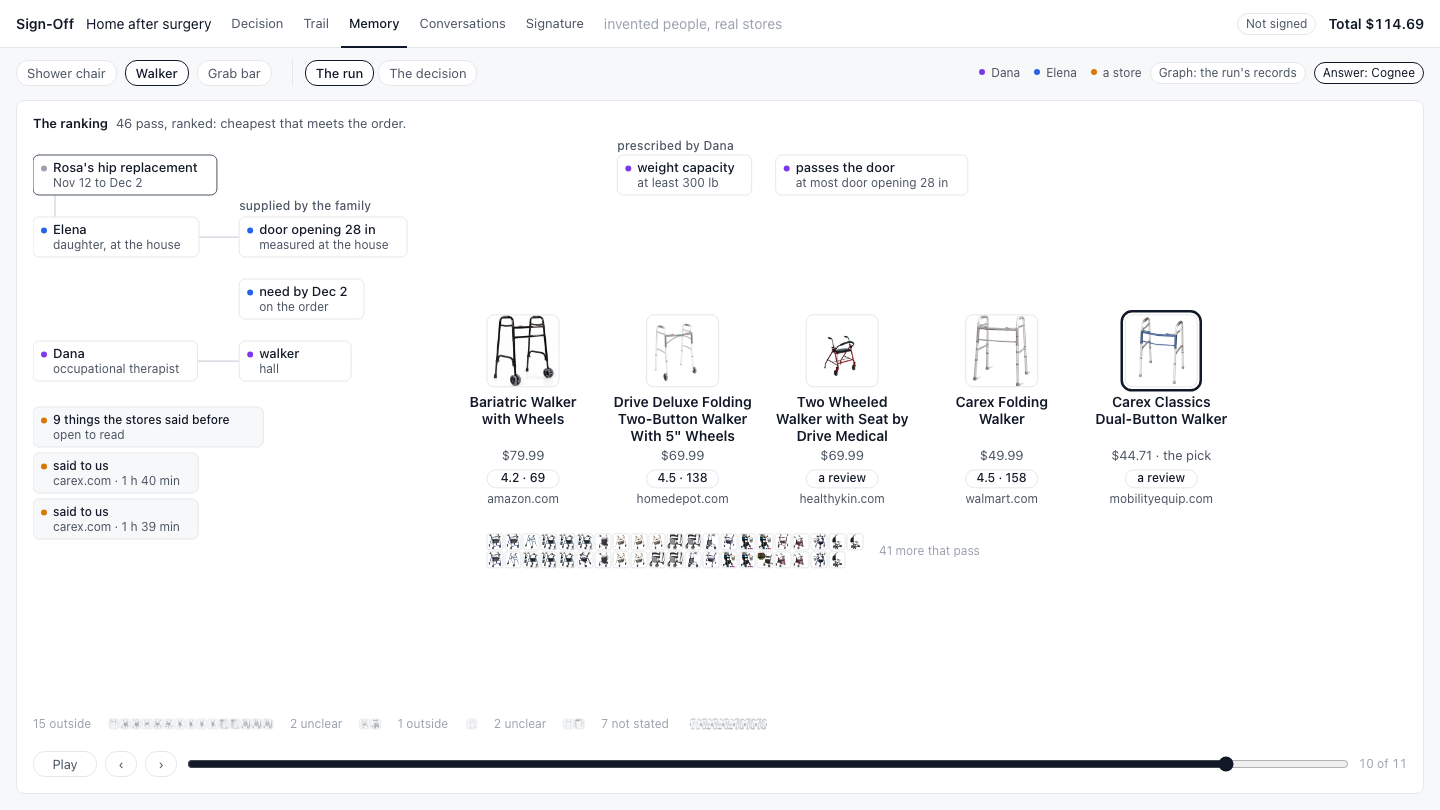 Sign-Off Home after surgery Decision Trail Memory Conversations Signature invented people, real stores Not signed Total $114.69
Shower chair Walker Grab bar The run The decision Dana Elena a store Graph: the run's records Answer: Cognee
The ranking 46 pass, ranked: cheapest that meets the order.
prescribed by Dana
Rosa's hip replacement
Nov 12 to Dec 2
weight capacity
at least 300 lb
passes the door
at most door opening 28 in
supplied by the family
Elena
daughter, at the house
door opening 28 in
measured at the house
need by Dec 2
on the order
Dana
occupational therapist
walker
hall
9 things the stores said before
open to read
said to us
carex.com · 1 h 40 min
said to us
carex.com · 1 h 39 min
Bariatric Walker
with Wheels
$79.99
4.2 · 69
amazon.com
Drive Deluxe Folding
Two-Button Walker
With 5" Wheels
$69.99
4.5 · 138
homedepot.com
Two Wheeled
Walker with Seat by
Drive Medical
$69.99
a review
healthykin.com
Carex Folding
Walker
$49.99
4.5 · 158
walmart.com
Carex Classics
Dual-Button Walker
$44.71 · the pick
a review
mobilityequip.com
41 more that pass
15 outside 2 unclear 1 outside 2 unclear 7 not stated
Play ‹ › 10 of 11